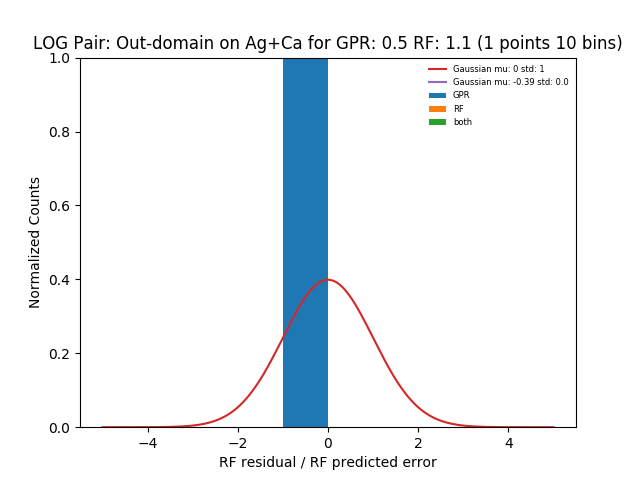 LOG Pair: Out-domain on Ag+Ca for GPR: 0.5 RF: 1.1 (1 points 10 bins)
Gaussian mu: 0 std: 1
Gaussian mu: -0.39 std: 0.0
GPR
RF
both
Normalized Counts
1.0
0.8
0.6
0.4
0.2
0.0
−4
−2
0
2
4
RF residual / RF predicted error